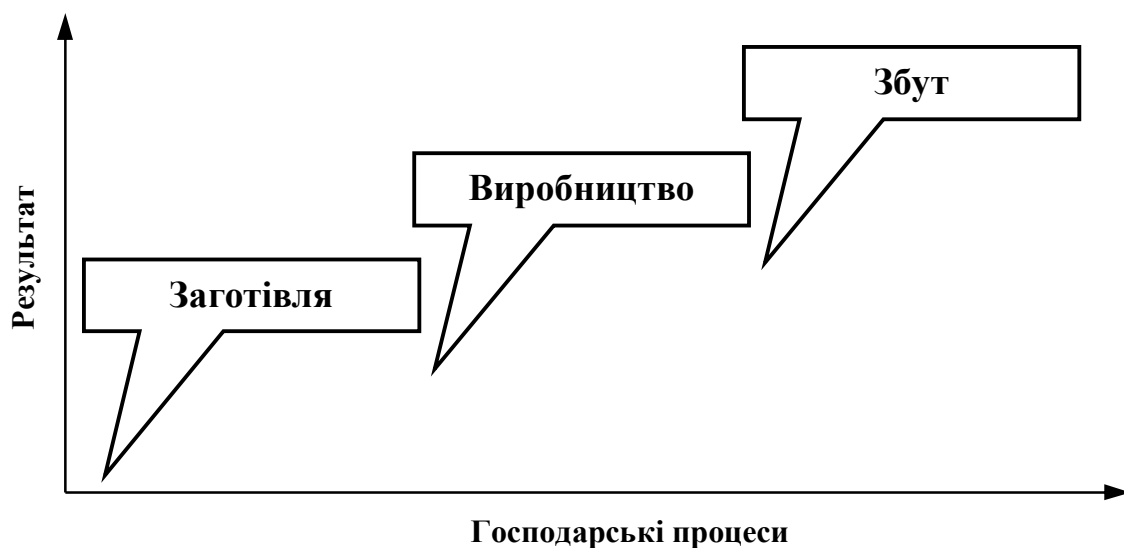 Збут
Виробництво
Заготівля
Результат
Господарські процеси